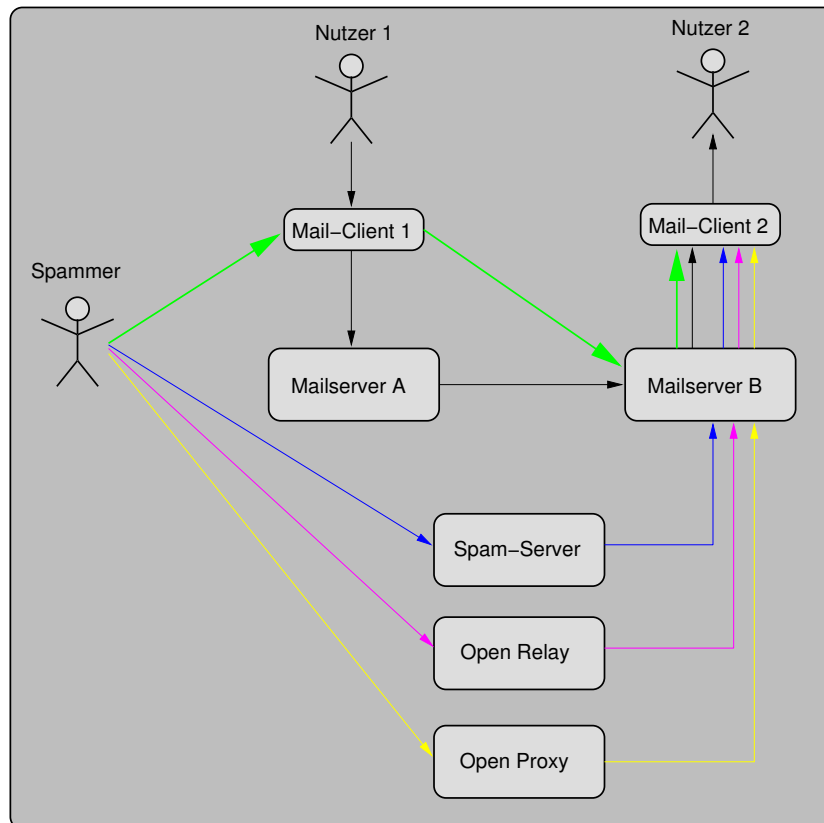 Nutzer 1
Nutzer 2
Mail-Client 1
Mail-Client 2
Spammer
Mailserver A
Mailserver B
Spam-Server
Open Relay
Open Proxy